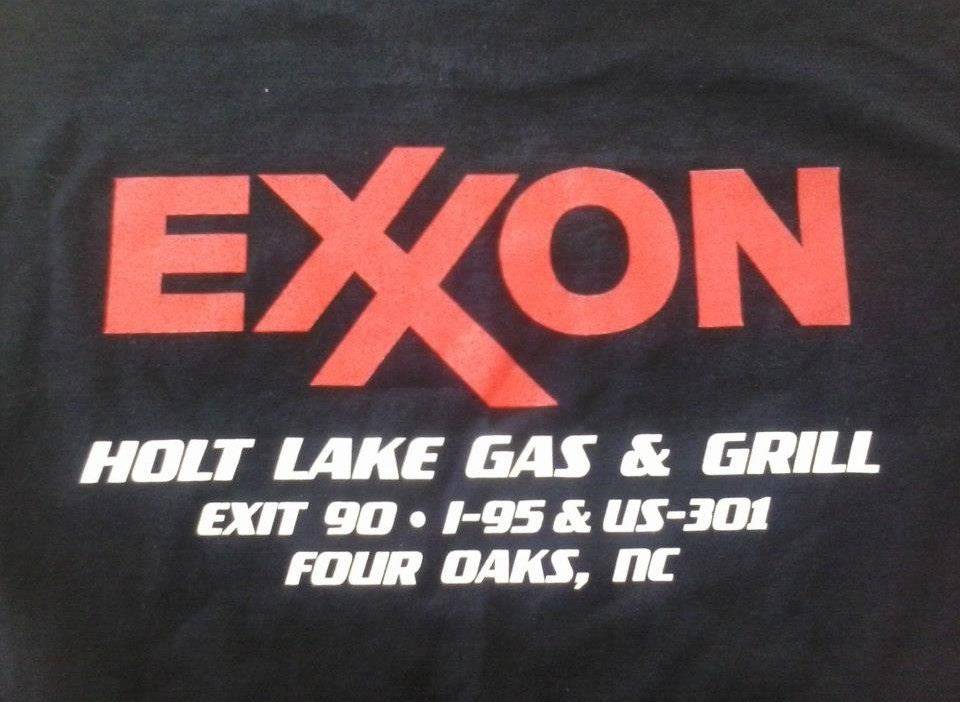 EXXON
HOLT LAKE GAS & GRILL
EXIT 90 • I-95 & US-301
FOUR OAKS, NC